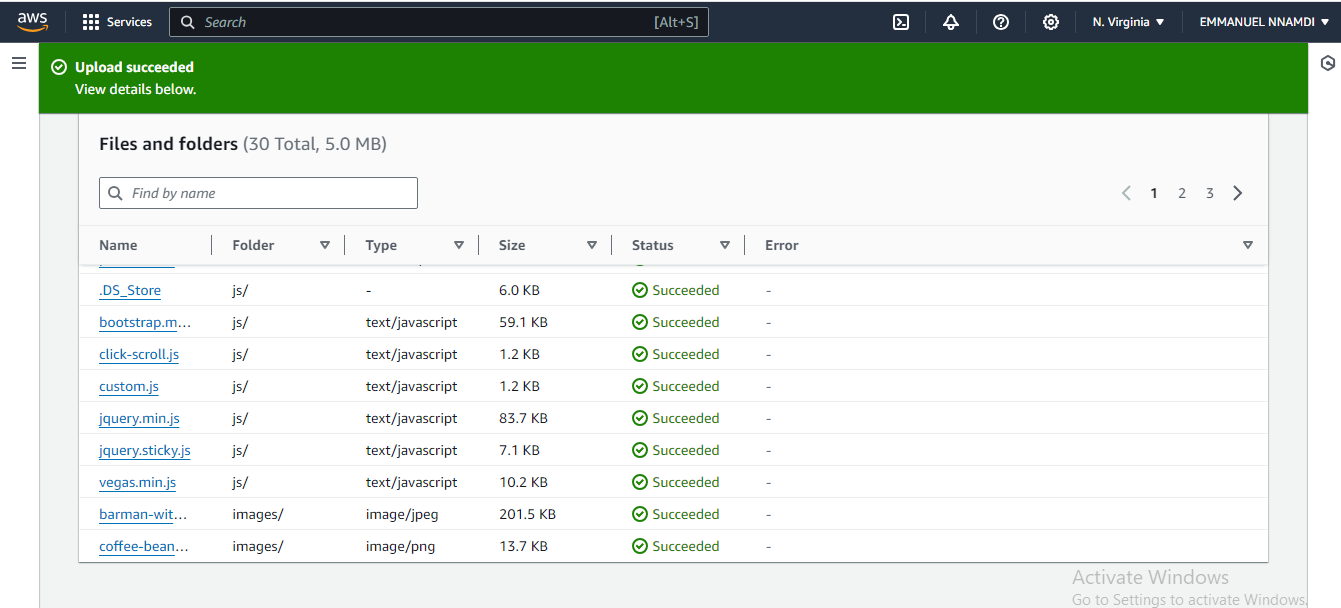 aws Services Search [Alt+S] N. Virginia EMMANUEL NNAMDI
Upload succeeded
View details below.
Files and folders (30 Total, 5.0 MB)
Find by name 1 2 3
Name Folder Type Size Status Error
.DS_Store js/ - 6.0 KB Succeeded -
bootstrap.m... js/ text/javascript 59.1 KB Succeeded -
click-scroll.js js/ text/javascript 1.2 KB Succeeded -
custom.js js/ text/javascript 1.2 KB Succeeded -
jquery.min.js js/ text/javascript 83.7 KB Succeeded -
jquery.sticky.js js/ text/javascript 7.1 KB Succeeded -
vegas.min.js js/ text/javascript 10.2 KB Succeeded -
barman-wit... images/ image/jpeg 201.5 KB Succeeded -
coffee-bean... images/ image/png 13.7 KB Succeeded -
Activate Windows
Go to Settings to activate Windows.